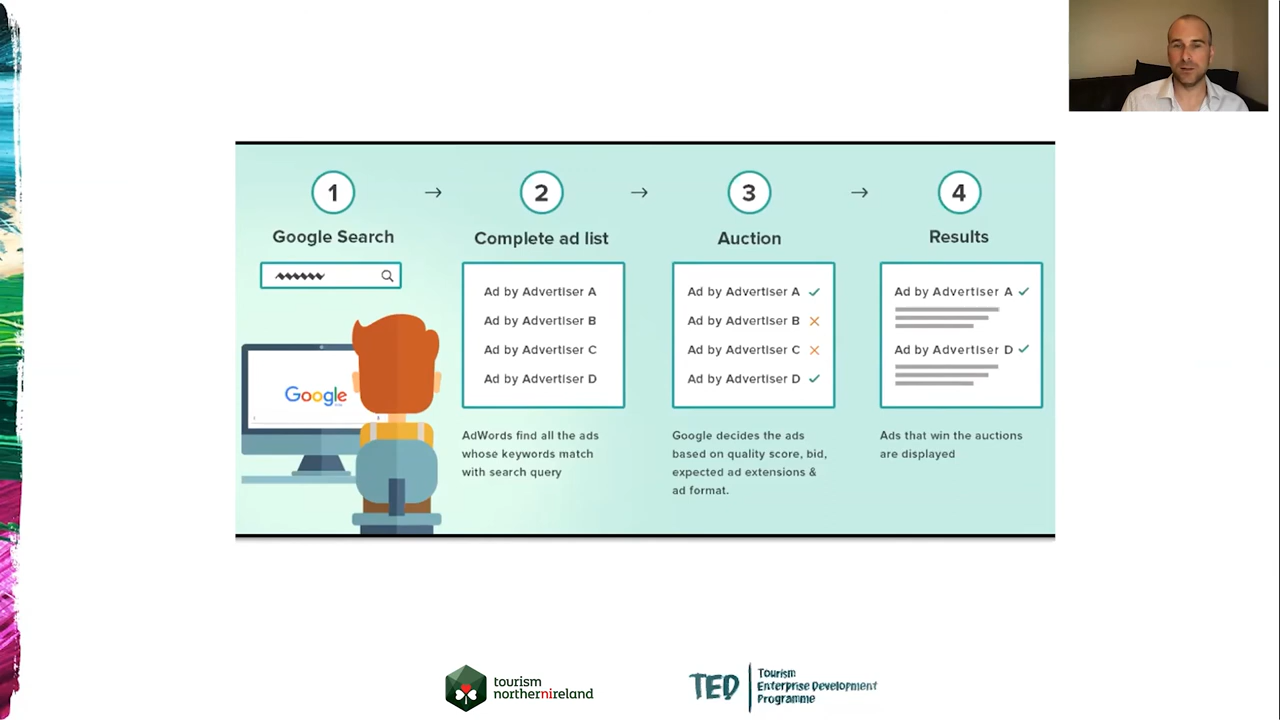 1
2
3
4
Google Search
Complete ad list
Auction
Results
Google
Ad by Advertiser A
Ad by Advertiser B
Ad by Advertiser C
Ad by Advertiser D
Ad by Advertiser A
Ad by Advertiser B
Ad by Advertiser C
Ad by Advertiser D
Ad by Advertiser A
Ad by Advertiser D
AdWords find all the ads
whose keywords match
with search query
Google decides the ads
based on quality score, bid,
expected ad extensions &
ad format.
Ads that win the auctions
are displayed
tourism
northernireland
TED
Tourism
Enterprise Development
Programme